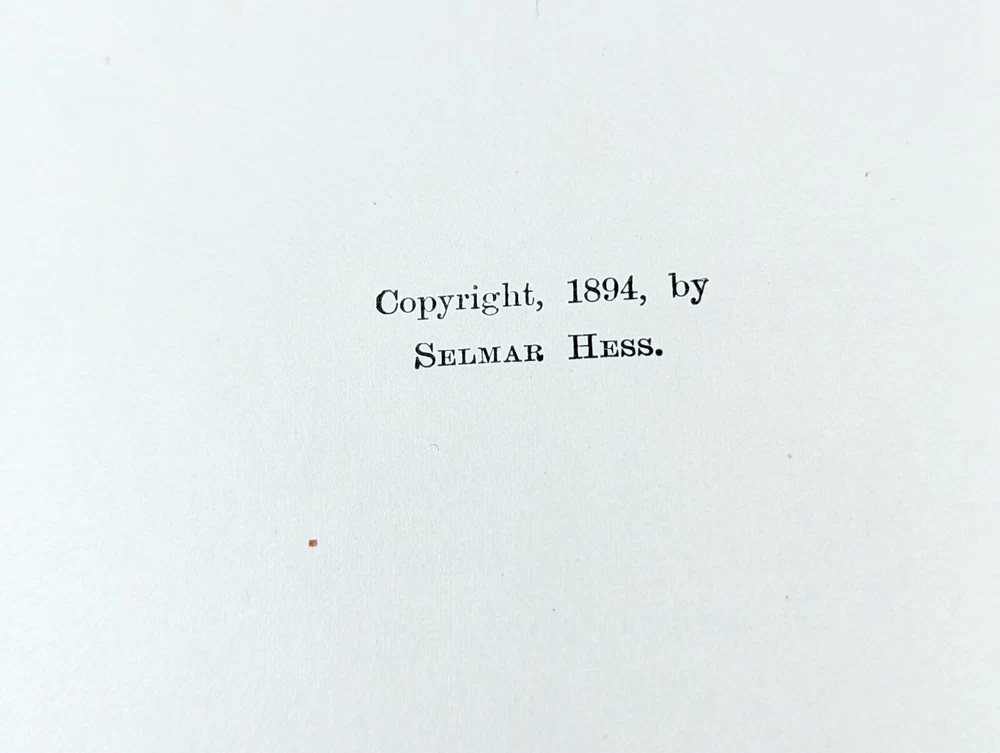 Copyright, 1894, by
SELMAR HESS.